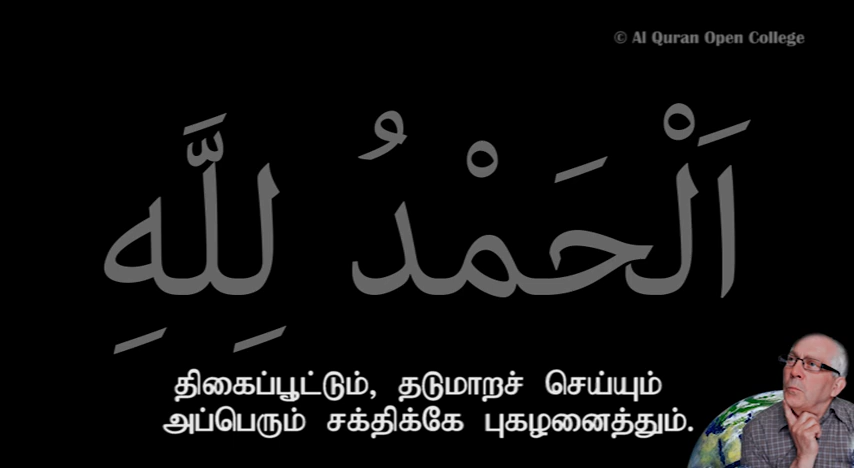 © Al Quran Open College
اَلْحَمْدُ لِلَّهِ
திகைப்பூட்டும், தடுமாறச் செய்யும்
அப்பெரும் சக்திக்கே புகழனைத்தும்.